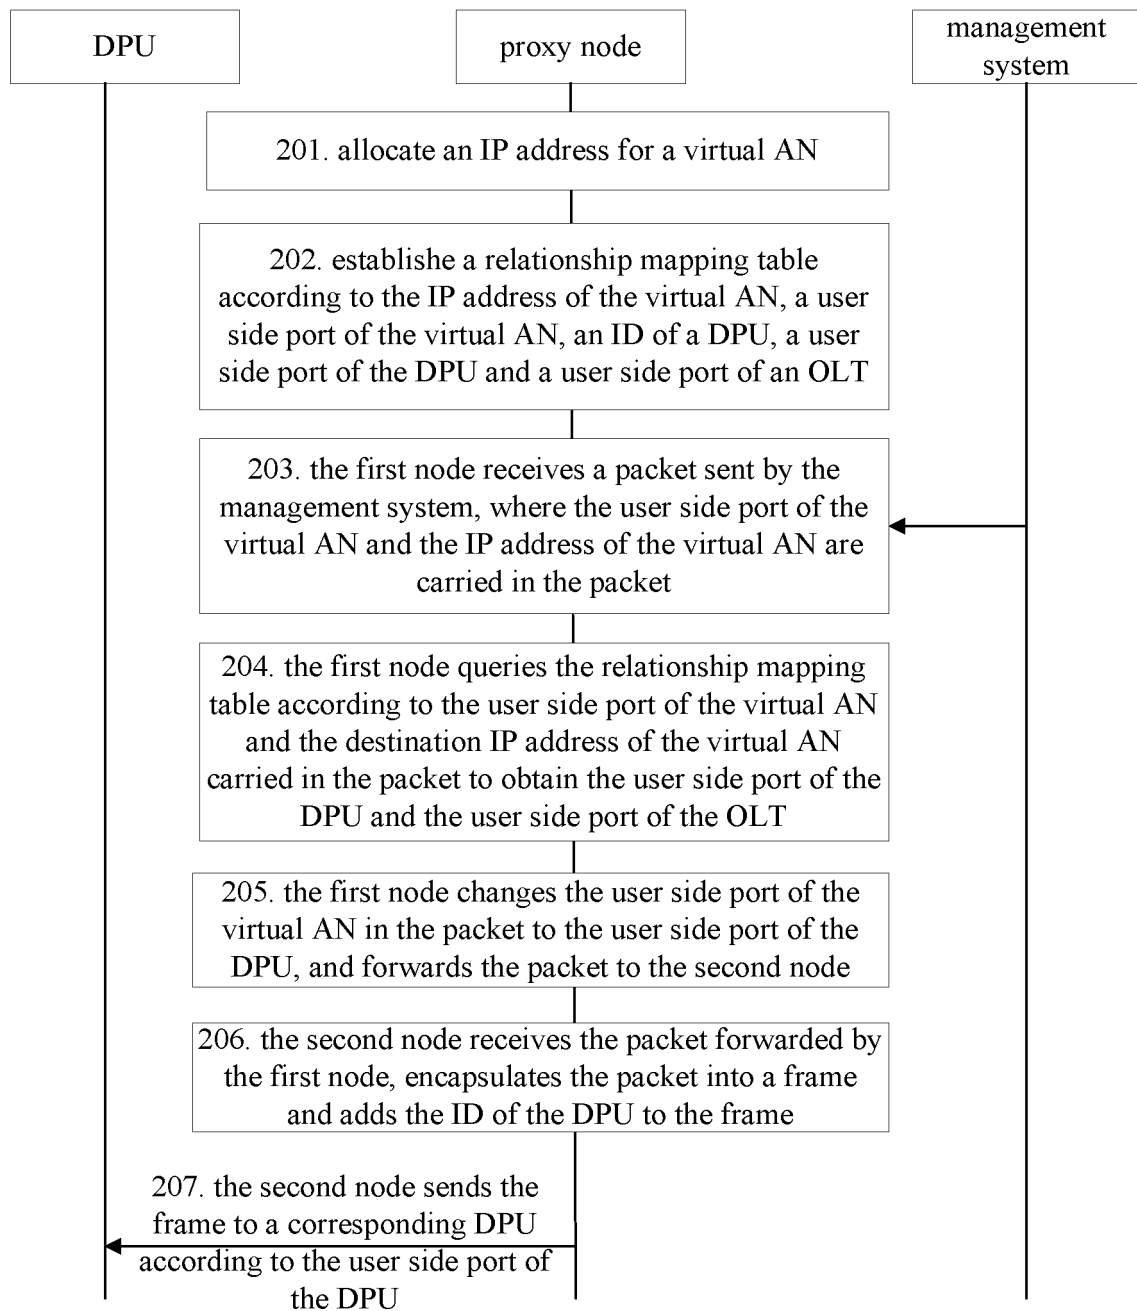 DPU
proxy node
management
system
201. allocate an IP address for a virtual AN
202. establishe a relationship mapping table
according to the IP address of the virtual AN, a user
side port of the virtual AN, an ID of a DPU, a user
side port of the DPU and a user side port of an OLT
203. the first node receives a packet sent by the
management system, where the user side port of the
virtual AN and the IP address of the virtual AN are
carried in the packet
204. the first node queries the relationship mapping
table according to the user side port of the virtual AN
and the destination IP address of the virtual AN
carried in the packet to obtain the user side port of the
DPU and the user side port of the OLT
205. the first node changes the user side port of the
virtual AN in the packet to the user side port of the
DPU, and forwards the packet to the second node
206. the second node receives the packet forwarded by
the first node, encapsulates the packet into a frame
and adds the ID of the DPU to the frame
207. the second node sends the
frame to a corresponding DPU
according to the user side port of
the DPU